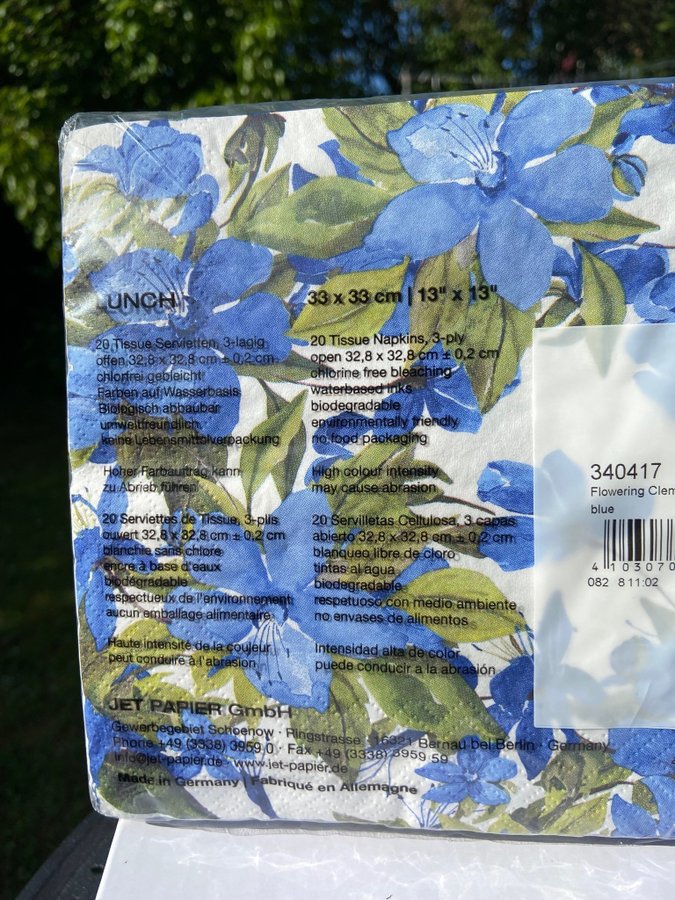 LUNCH
33 x 33 cm | 13" x 13"
20 Tissue Servietten, 3-lagig
offen 32,8 x 32,8 cm ± 0,2 cm
chlorfrei gebleicht
Farben auf Wasserbasis
Biologisch abbaubar
umweltfreundlich,
keine Lebensmittelverpackung
Hoher Farbauftrag kann
zu Abrieb führen
20 Tissue Napkins, 3-ply
open 32,8 x 32,8 cm ± 0,2 cm
chlorine free bleaching
waterbased inks
biodegradable
environmentally friendly
no food packaging
High colour intensity
may cause abrasion
20 Serviettes de Tissue, 3-plis
ouvert 32,8 x 32,8 cm ± 0,2 cm
blanchie sans chlore
encre à base d'eaux
biodégradable
respectueux de l'environnement
aucun emballage alimentaire
Haute intensité de la couleur
peut conduire à l'abrasion
20 Servilletas Cellulosa, 3 capas
abierto 32,8 x 32,8 cm ± 0,2 cm
blanqueo libre de cloro
tintas al agua
biodegradable
respetuoso con medio ambiente
no envases de alimentos
Intensidad alta de color
puede conducir a la abrasión
JET PAPIER GmbH
Gewerbegebiet Schoenow · Ringstrasse · 16321 Bernau bei Berlin · Germany
Phone +49 (3338) 3959 0 · Fax +49 (3338) 3959 59
info@jet-papier.de · www.jet-papier.de
Made in Germany | Fabriqué en Allemagne
340417
Flowering Clem
blue
4 103070
082 8 11:02